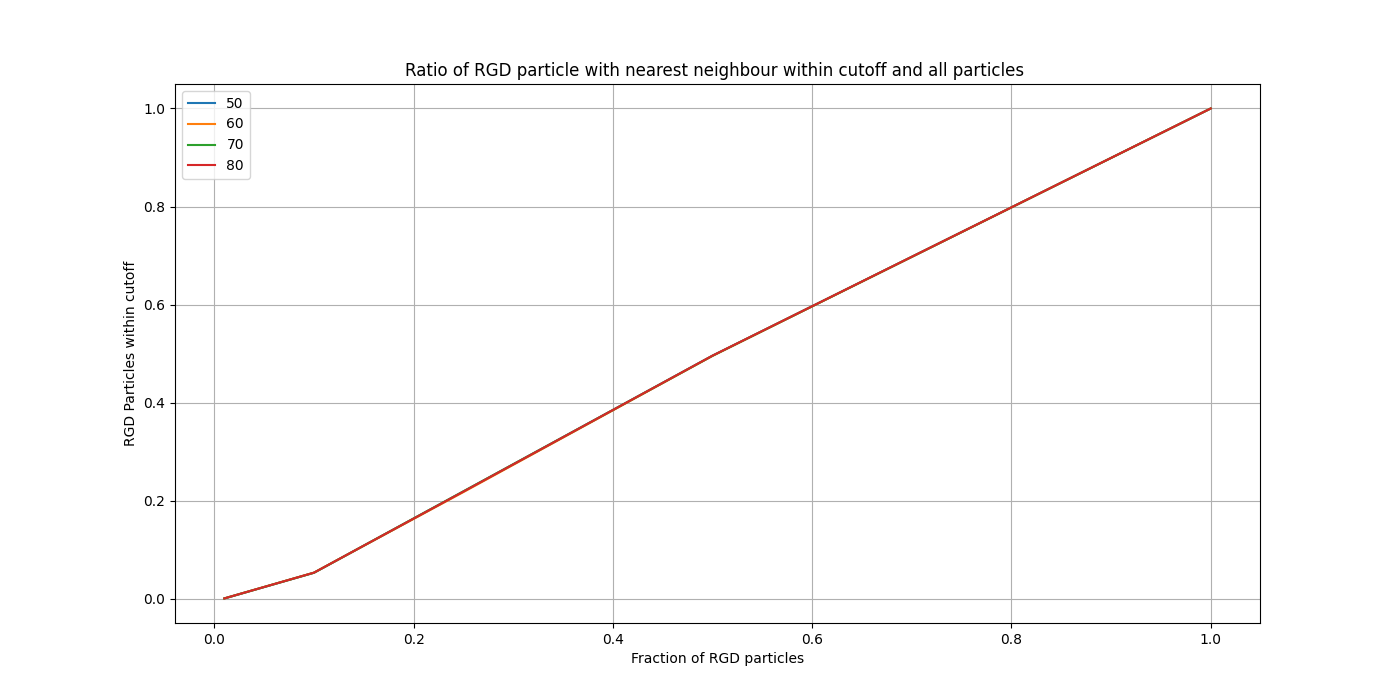 Ratio of RGD particle with nearest neighbour within cutoff and all particles
50
60
70
80
1.0
0.8
0.6
0.4
0.2
0.0
RGD Particles within cutoff
0.0 0.2 0.4 0.6 0.8 1.0
Fraction of RGD particles